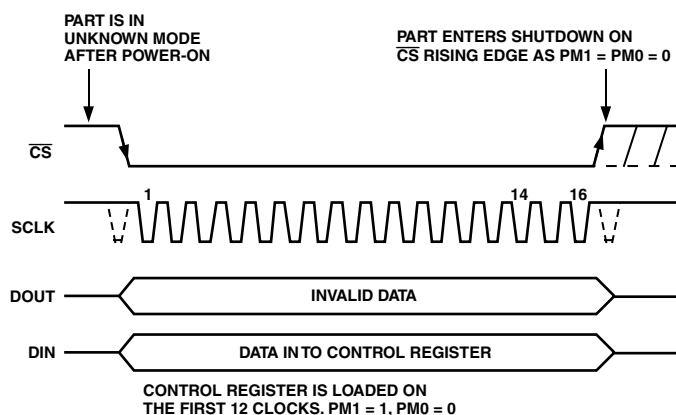 PART IS IN
UNKNOWN MODE
AFTER POWER-ON
PART ENTERS SHUTDOWN ON
CS RISING EDGE AS PM1 = PM0 = 0
CS
1
14
16
SCLK
DOUT
INVALID DATA
DIN
DATA IN TO CONTROL REGISTER
CONTROL REGISTER IS LOADED ON
THE FIRST 12 CLOCKS. PM1 = 1, PM0 = 0